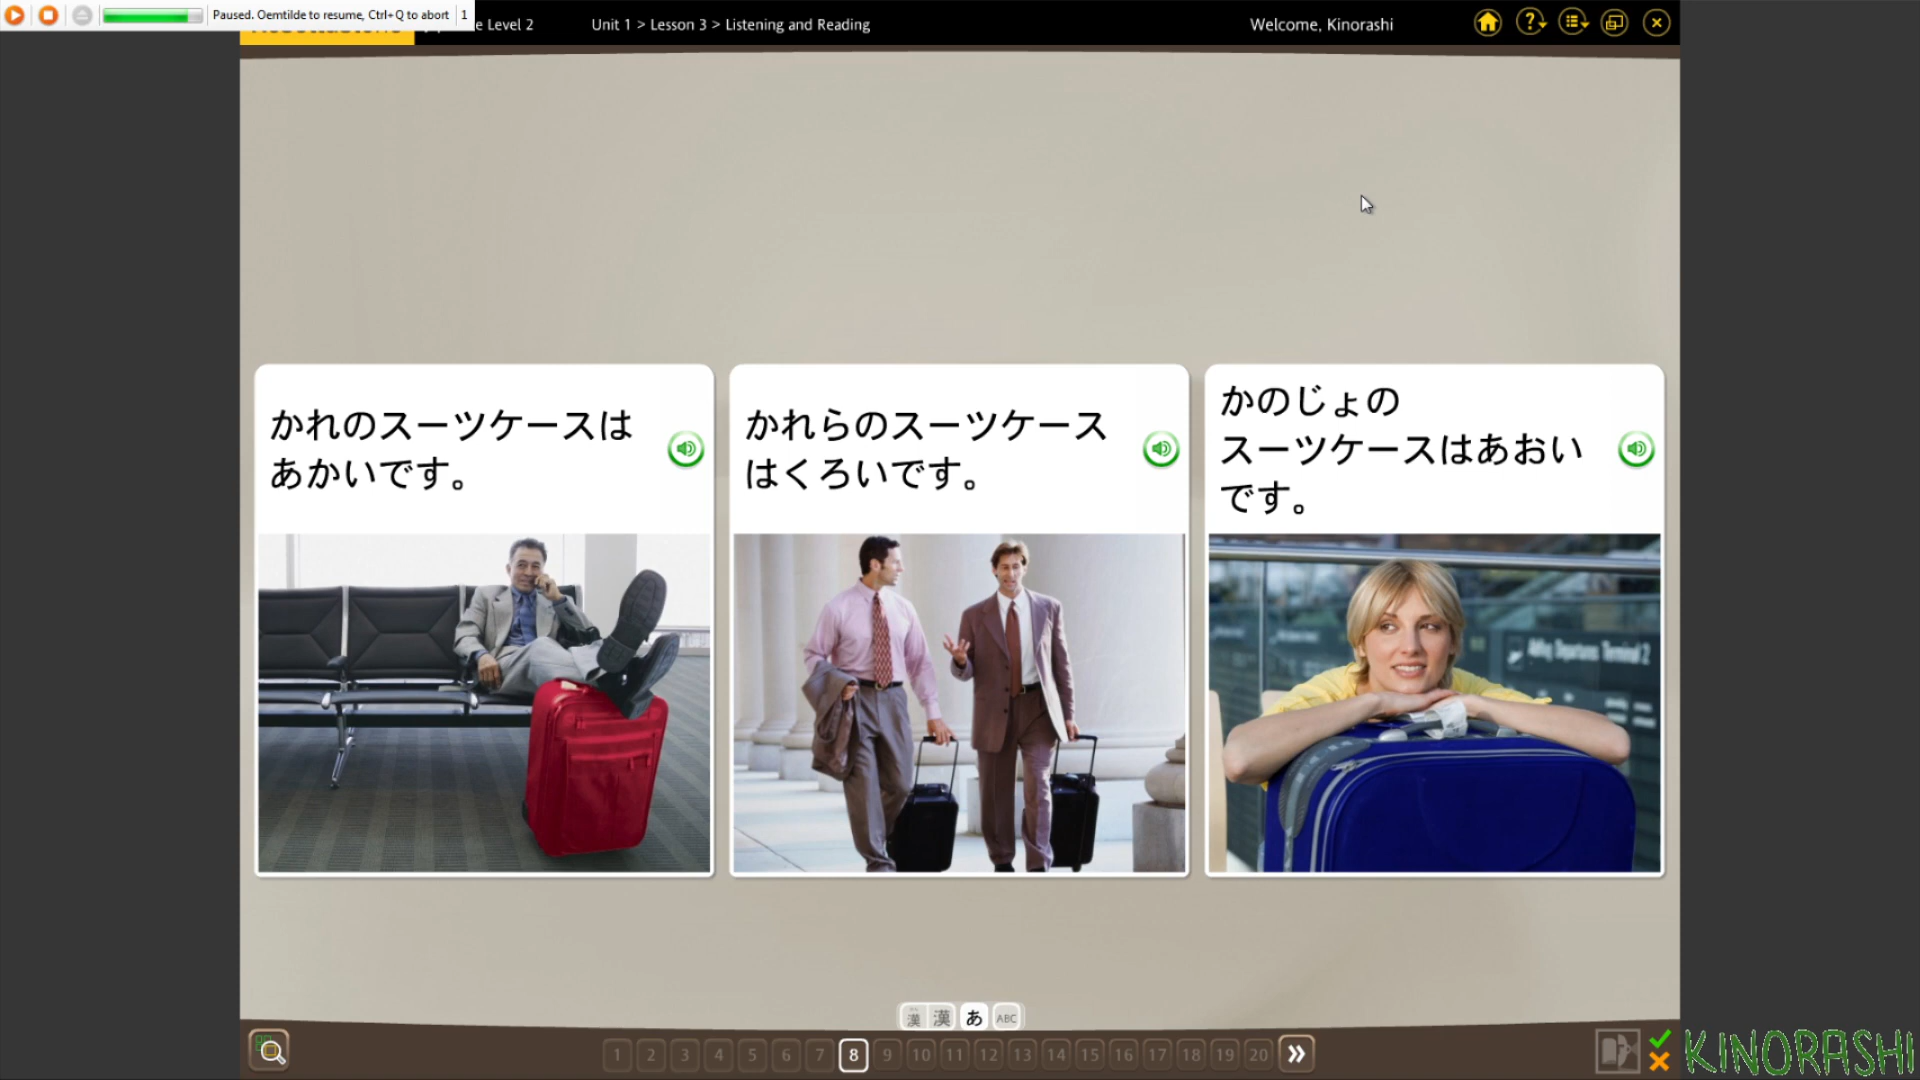 Paused. Oemtilde to resume, Ctrl+Q to abort
1
e Level 2
Unit 1 > Lesson 3 > Listening and Reading
Welcome, Kinorashi
かれのスーツケースは
あかいです。
かれらのスーツケース
はくろいです。
かのじょの
スーツケースはあおい
です。
Departures Terminal 2
漢 漢 あ ABC
1 2 3 4 5 6 7 8 9 10 11 12 13 14 15 16 17 18 19 20 »
KINORASHI